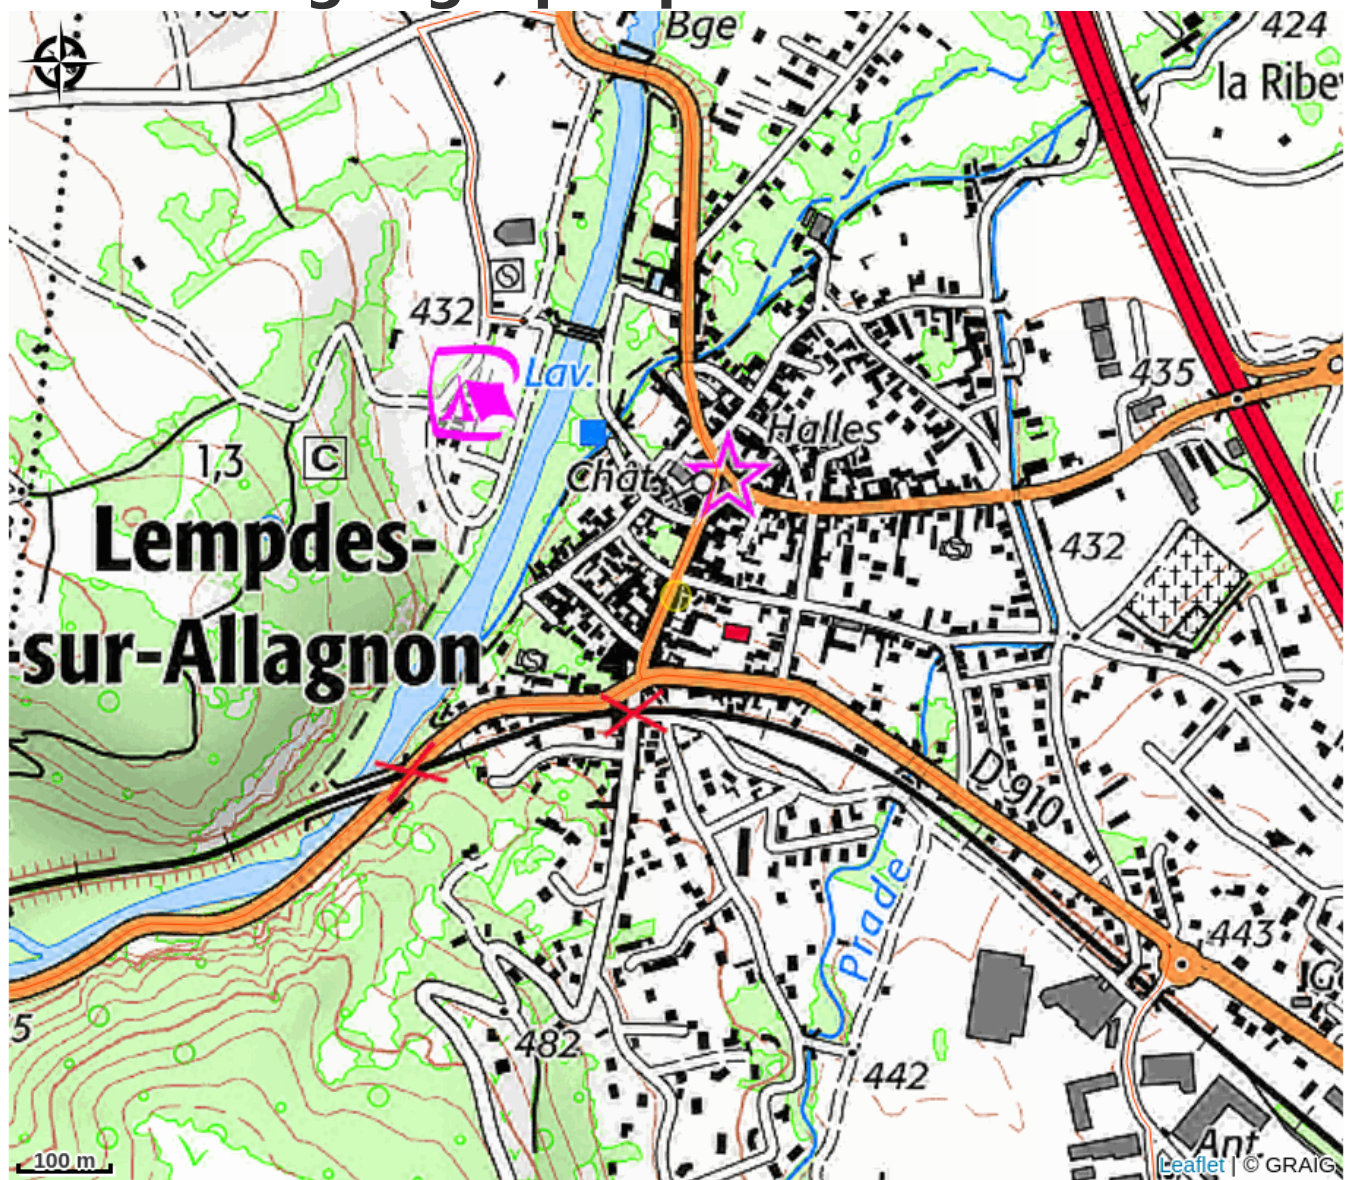 Bge
424
la Ribe
432
Lav.
435
Halles
1,3
C
Chât.
Lempdes-
432
-sur-Allagnon
D 910
Prade
443
5
482
442
Ant.
100 m
Leaflet | © GRAIG